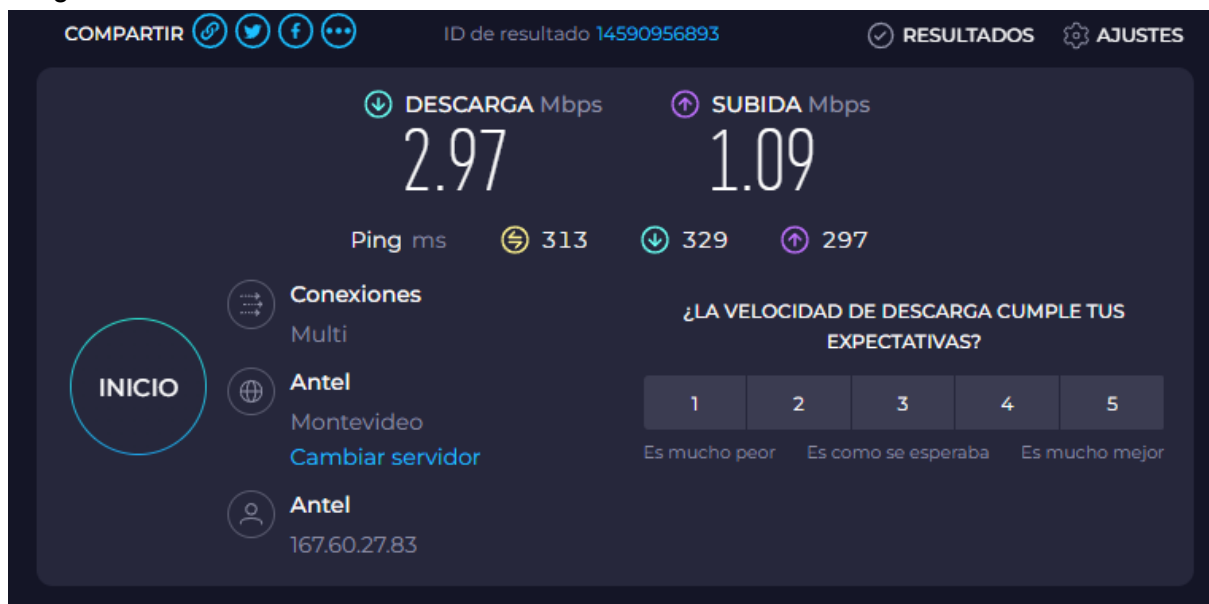 COMPARTIR ID de resultado 14590956893 RESULTADOS AJUSTES
DESCARGA Mbps SUBIDA Mbps
2.97 1.09
Ping ms 313 329 297
Conexiones
Multi
¿LA VELOCIDAD DE DESCARGA CUMPLE TUS
EXPECTATIVAS?
INICIO
Antel
Montevideo
Cambiar servidor
1 2 3 4 5
Es mucho peor Es como se esperaba Es mucho mejor
Antel
167.60.27.83